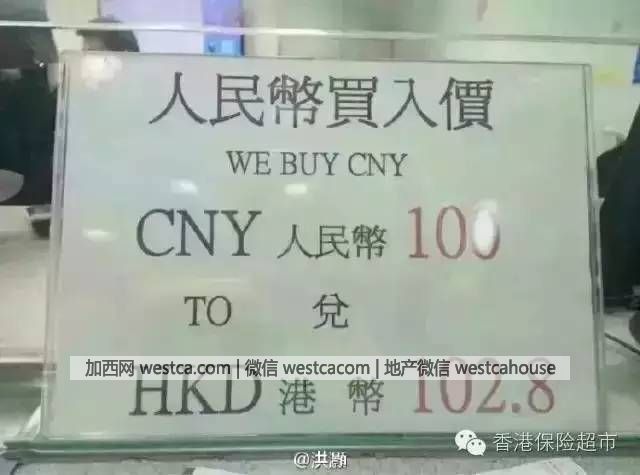 人民幣買入價
WE BUY CNY
CNY 人民幣 100
TO 兌
加西网 westca.com | 微信 westcacom | 地产微信 westcahouse
HKD 港幣 102.8
香港保险超市
@洪灝